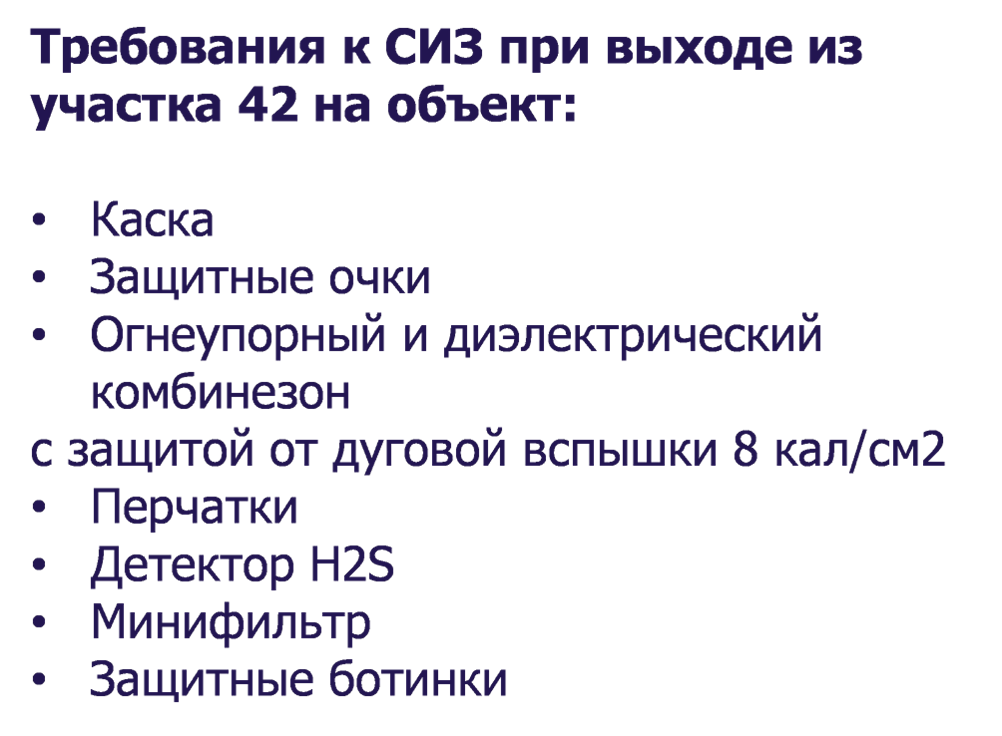 Требования к СИЗ при выходе из
участка 42 на объект:
• Каска
• Защитные очки
• Огнеупорный и диэлектрический
комбинезон
с защитой от дуговой вспышки 8 кал/см2
• Перчатки
• Детектор H2S
• Минифильтр
• Защитные ботинки